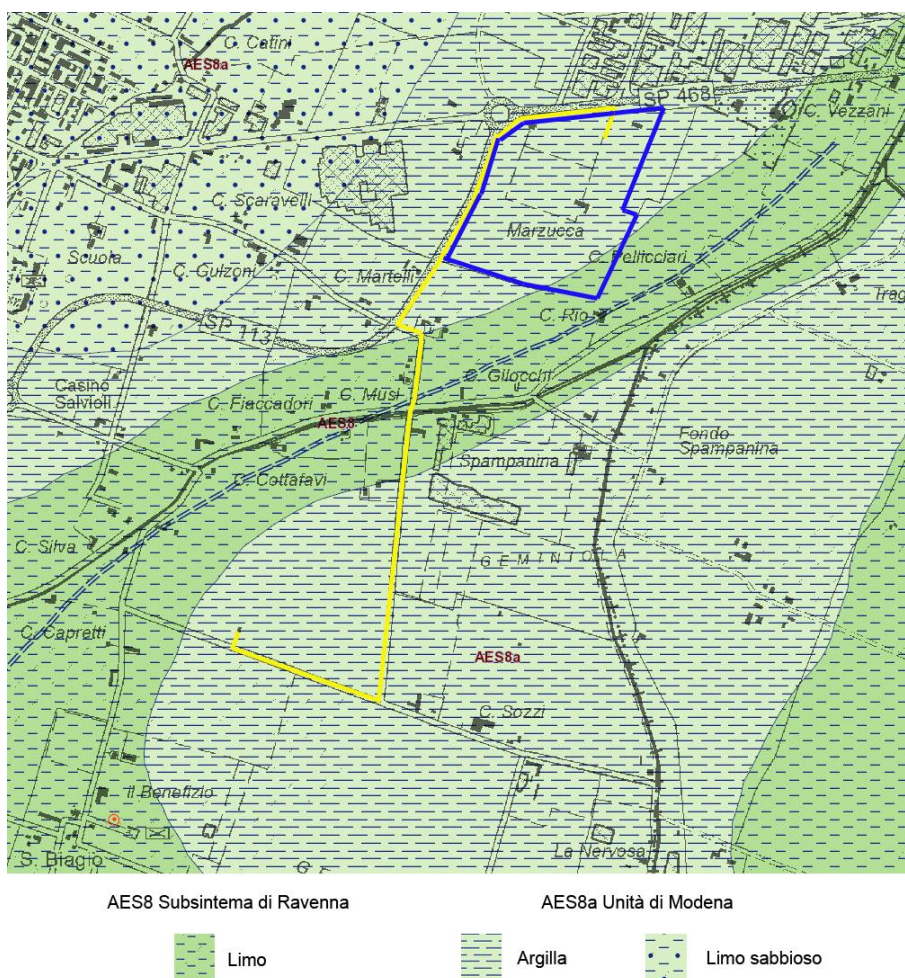 C. Catini
AES8a
SP 468
C. Vezzani
C. Scaravelli
Marzucca
Scuola
C. Gulzoni
C. Martelli
C. Pellicciari
C. Rio
SP 113
Casino
Salvioli
C. Musi
C. Gilocchi
C. Fiaccadori
AES8
Fondo
Spampanina
Spampanina
C. Cottafavi
C. Silva
GEMINIOLA
C. Capretti
AES8a
C. Sozzi
Il Benefizio
S. Biagio
La Nervosa
AES8 Subsintema di Ravenna
AES8a Unità di Modena
Limo
Argilla
Limo sabbioso